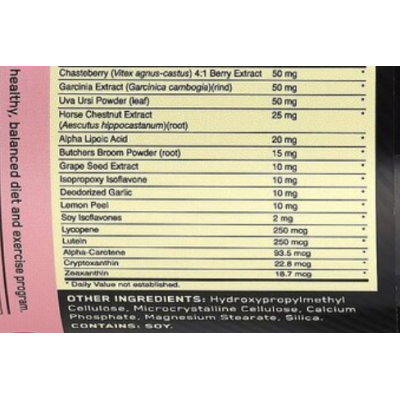 Chasteberry (Vitex agnus-castus) 4:1 Berry Extract 50 mg *
Garcinia Extract (Garcinica cambogia)(rind) 50 mg *
Uva Ursi Powder (leaf) 50 mg *
Horse Chestnut Extract 25 mg *
(Aescutus hippocastanum)(root)
Alpha Lipoic Acid 20 mg *
Butchers Broom Powder (root) 15 mg *
Grape Seed Extract 10 mg *
Isopropoxy Isoflavone 10 mg *
Deodorized Garlic 10 mg *
Lemon Peel 10 mg *
Soy Isoflavones 2 mg *
Lycopene 250 mcg *
Lutein 250 mcg *
Alpha-Carotene 93.5 mcg *
Cryptoxanthin 22.8 mcg *
Zeaxanthin 18.7 mcg *
* Daily Value not established.
OTHER INGREDIENTS: Hydroxypropylmethyl
Cellulose, Microcrystalline Cellulose, Calcium
Phosphate, Magnesium Stearate, Silica.
CONTAINS: SOY.
healthy, balanced diet and exercise program.